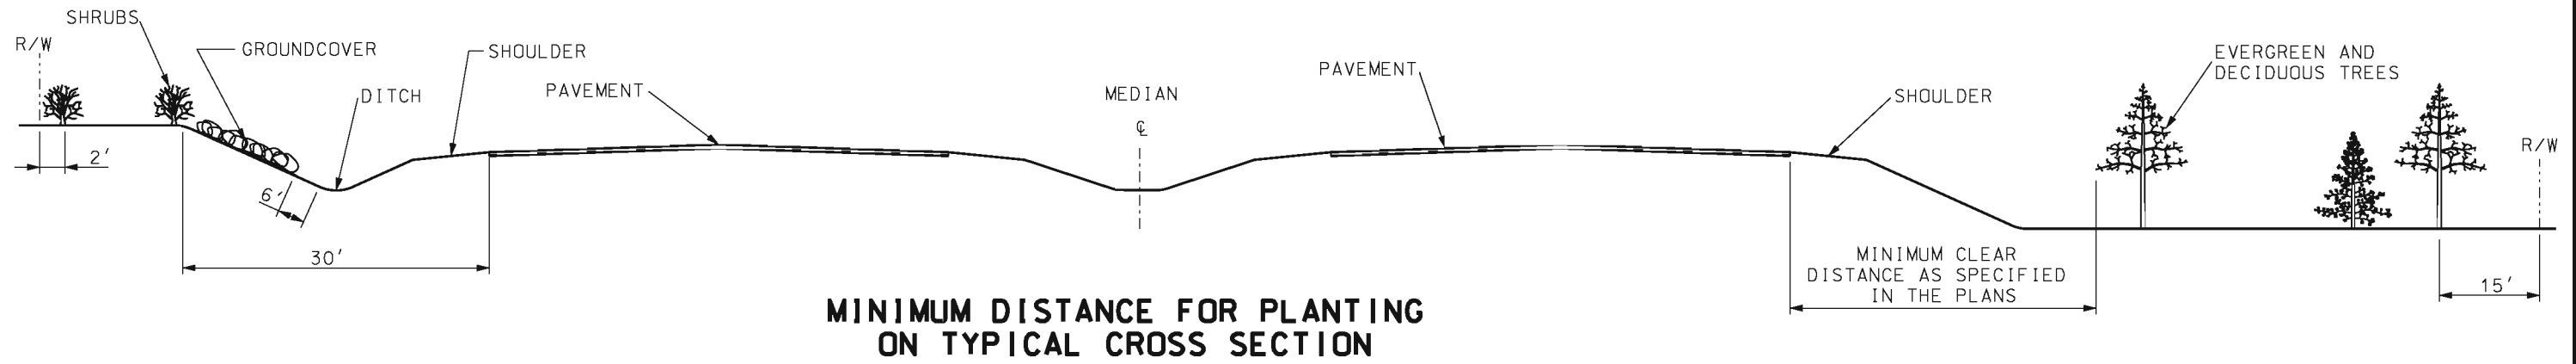 SHRUBS
R/W
GROUNDCOVER
SHOULDER
PAVEMENT
DITCH
MEDIAN
℄
PAVEMENT
SHOULDER
EVERGREEN AND
DECIDUOUS TREES
R/W
2'
6'
30'
MINIMUM CLEAR
DISTANCE AS SPECIFIED
IN THE PLANS
15'
MINIMUM DISTANCE FOR PLANTING
ON TYPICAL CROSS SECTION